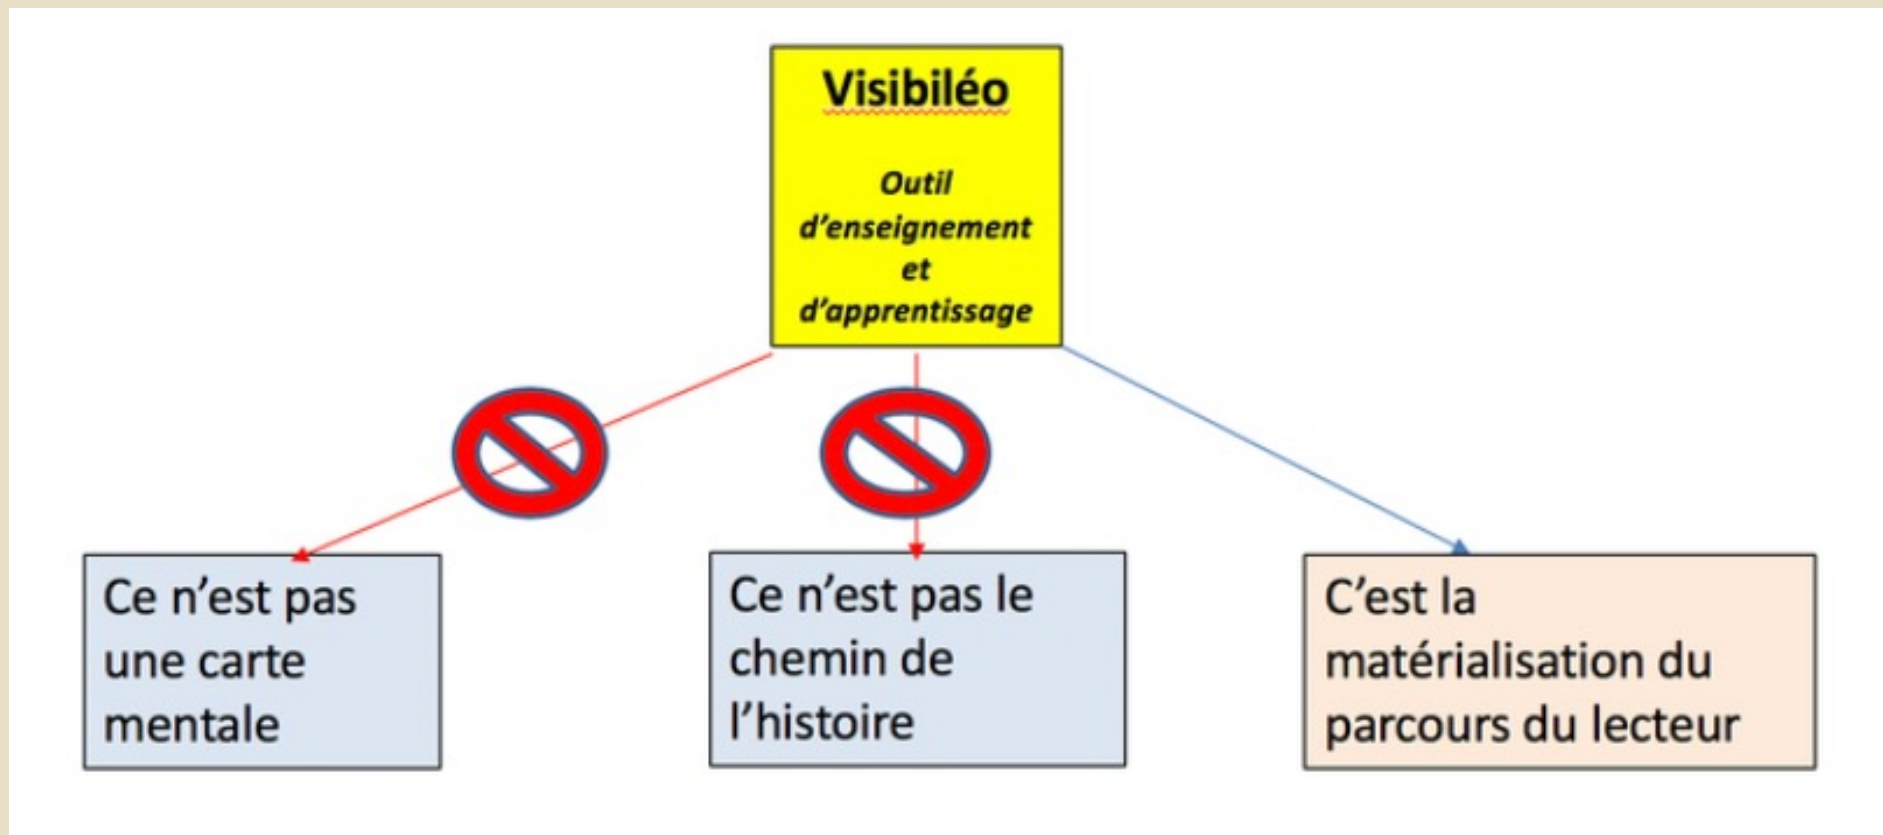 Visibiléo
Outil
d’enseignement
et
d’apprentissage
Ce n’est pas
une carte
mentale
Ce n’est pas le
chemin de
l’histoire
C’est la
matérialisation du
parcours du lecteur